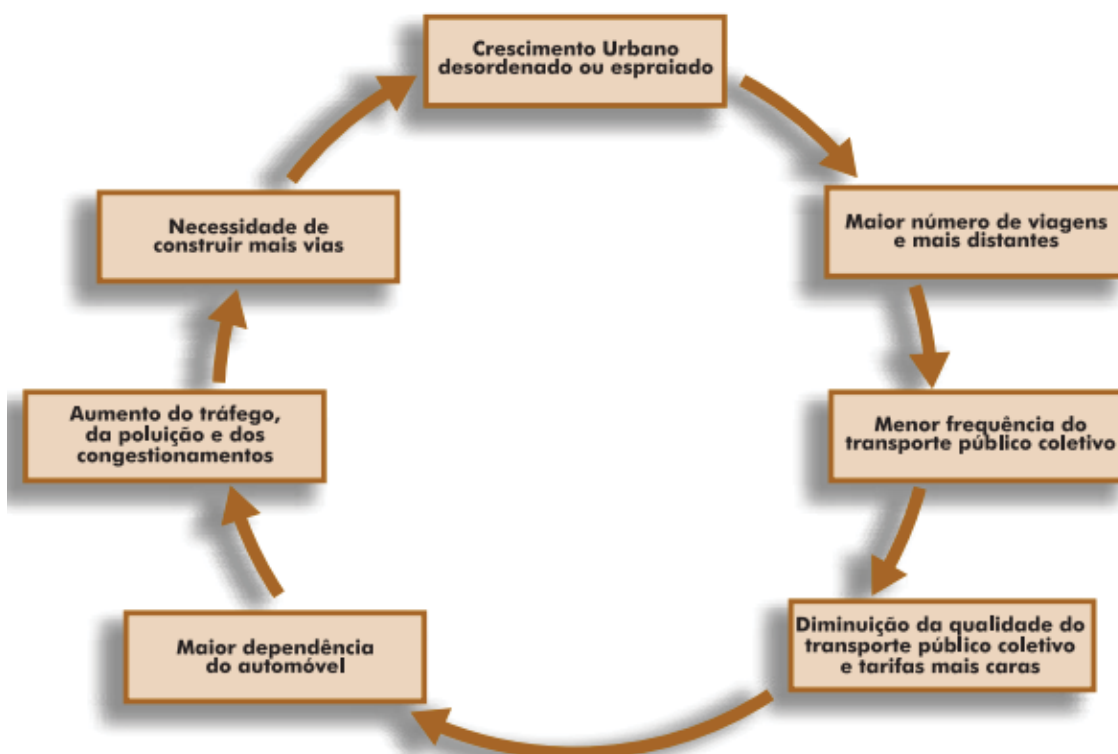 Crescimento Urbano
desordenado ou espraiado
Maior número de viagens
e mais distantes
Menor frequência do
transporte público coletivo
Diminuição da qualidade do
transporte público coletivo
e tarifas mais caras
Maior dependência
do automóvel
Aumento do tráfego,
da poluição e dos
congestionamentos
Necessidade de
construir mais vias